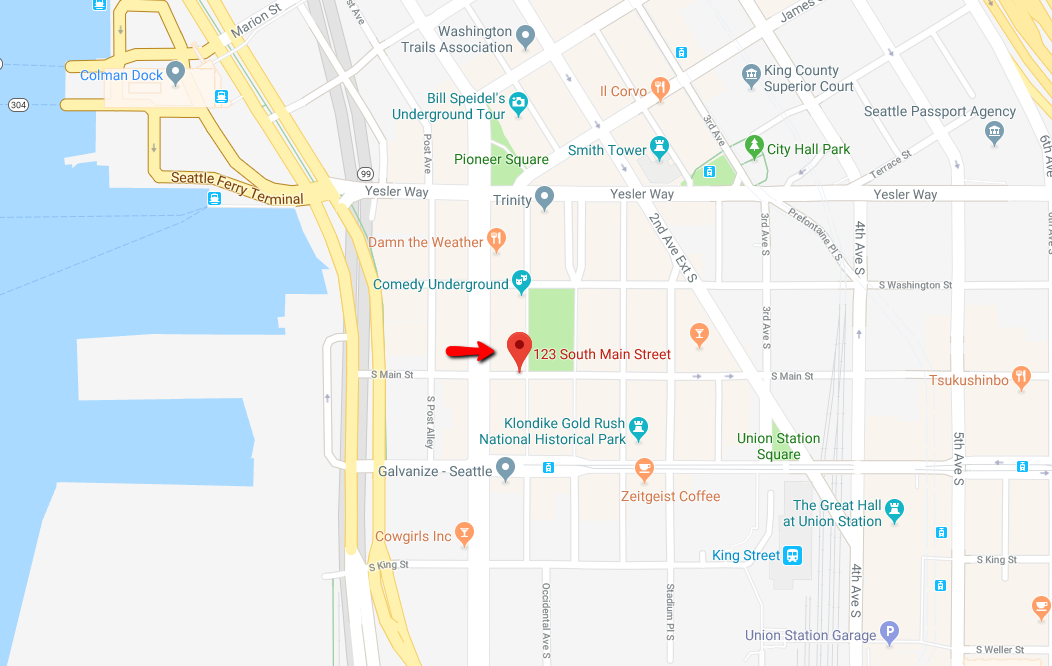 Marion St
ve S
James S
Washington
Trails Association
Colman Dock
304
King County
Superior Court
Il Corvo
Bill Speidel's
Underground Tour
Seattle Passport Agency
3rd Ave
6th Ave
Post Ave
Smith Tower
City Hall Park
Pioneer Square
Terrace St
99
Seattle Ferry Terminal
Yesler Way
Trinity
Yesler Way
Yesler Way
2nd Ave Ext S
3rd Ave S
Prefontaine Pl S
4th Ave S
Damn the Weather
Comedy Underground
S Washington St
3rd Ave S
123 South Main Street
S Main St
S Main St
Tsukushinbo
S Post Alley
Klondike Gold Rush
National Historical Park
Union Station
Square
5th Ave S
Galvanize - Seattle
Zeitgeist Coffee
The Great Hall
at Union Station
Cowgirls Inc
King Street
S King St
S King St
4th Ave S
Occidental Ave S
Stadium Pl S
Union Station Garage
P
S Weller St